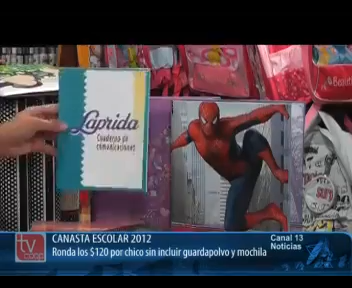 Laprida
Cuaderno de
comunicaciones
tv
coop
CANASTA ESCOLAR 2012
Ronda los $120 por chico sin incluir guardapolvo y mochila
Canal 13
Noticias